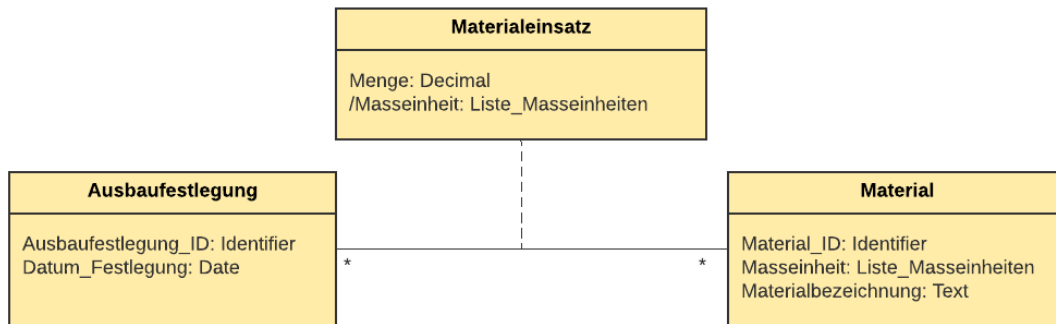 Materialeinsatz
Menge: Decimal
/Masseinheit: Liste_Masseinheiten
Ausbaufestlegung
Ausbaufestlegung_ID: Identifier
Datum_Festlegung: Date
*
*
Material
Material_ID: Identifier
Masseinheit: Liste_Masseinheiten
Materialbezeichnung: Text